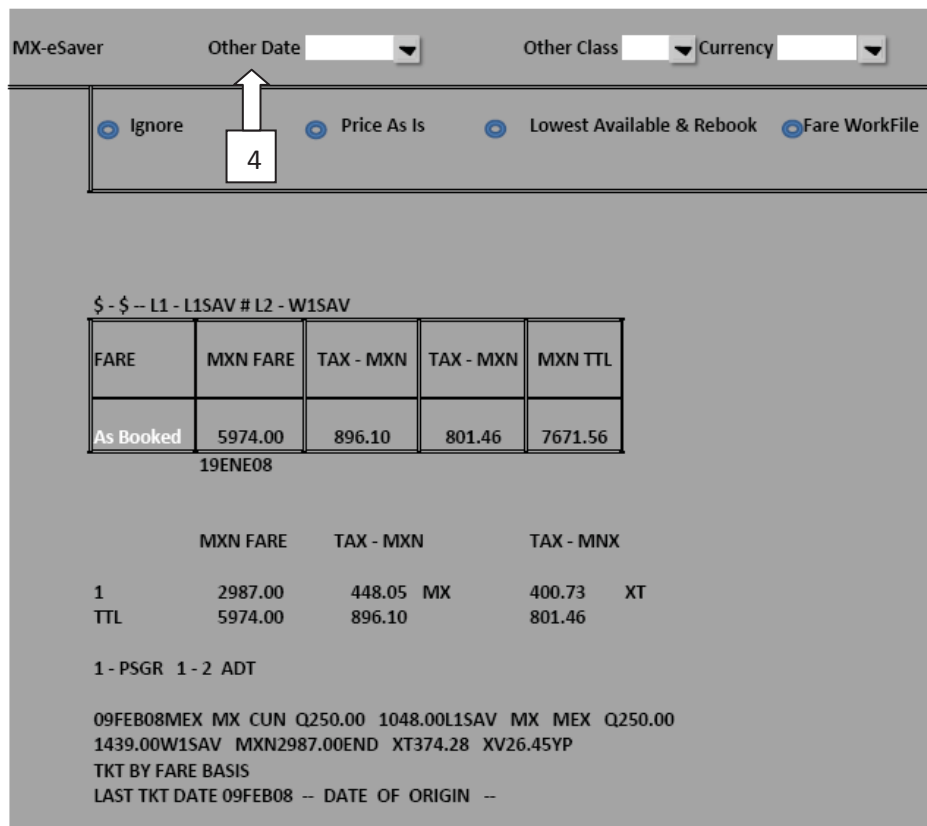 MX-eSaver Other Date Other Class Currency
Ignore Price As Is Lowest Available & Rebook Fare WorkFile
4
$ - $ -- L1 - L1SAV # L2 - W1SAV
FARE MXN FARE TAX - MXN TAX - MXN MXN TTL
As Booked 5974.00 896.10 801.46 7671.56
19ENE08
MXN FARE TAX - MXN TAX - MNX
1 2987.00 448.05 MX 400.73 XT
TTL 5974.00 896.10 801.46
1 - PSGR 1 - 2 ADT
09FEB08MEX MX CUN Q250.00 1048.00L1SAV MX MEX Q250.00
1439.00W1SAV MXN2987.00END XT374.28 XV26.45YP
TKT BY FARE BASIS
LAST TKT DATE 09FEB08 -- DATE OF ORIGIN --